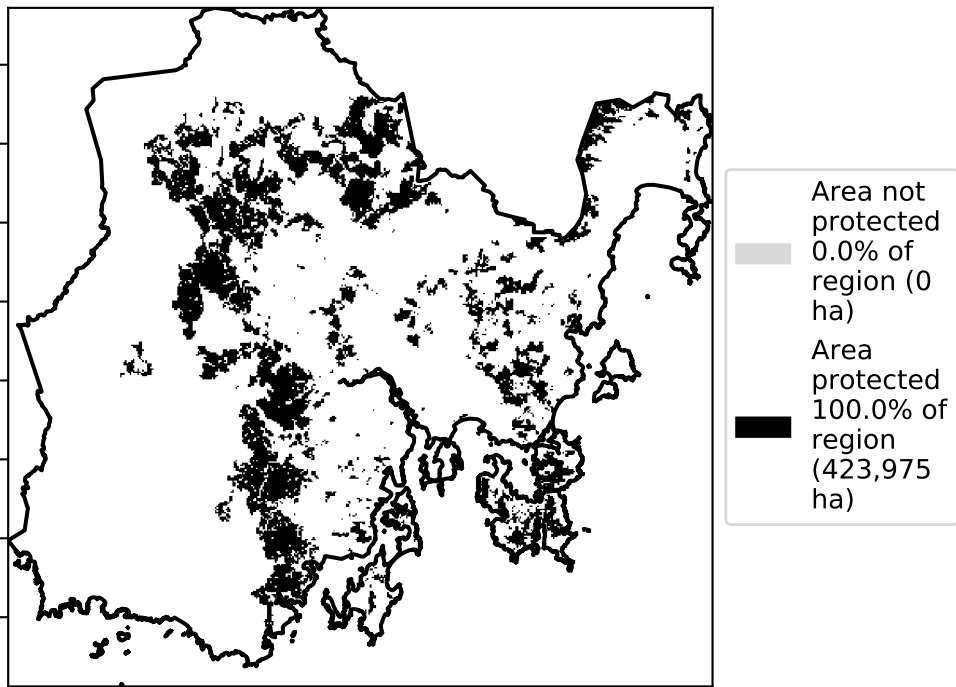 Area not
protected
0.0% of
region (0
ha)
Area
protected
100.0% of
region
(423,975
ha)